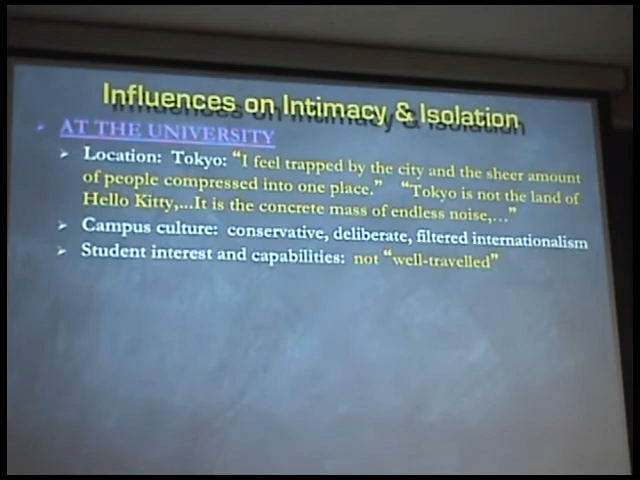 Influences on Intimacy & Isolation
AT THE UNIVERSITY
Location: Tokyo: “I feel trapped by the city and the sheer amount
of people compressed into one place.” “Tokyo is not the land of
Hello Kitty,...It is the concrete mass of endless noise,...”
Campus culture: conservative, deliberate, filtered internationalism
Student interest and capabilities: not “well-travelled”